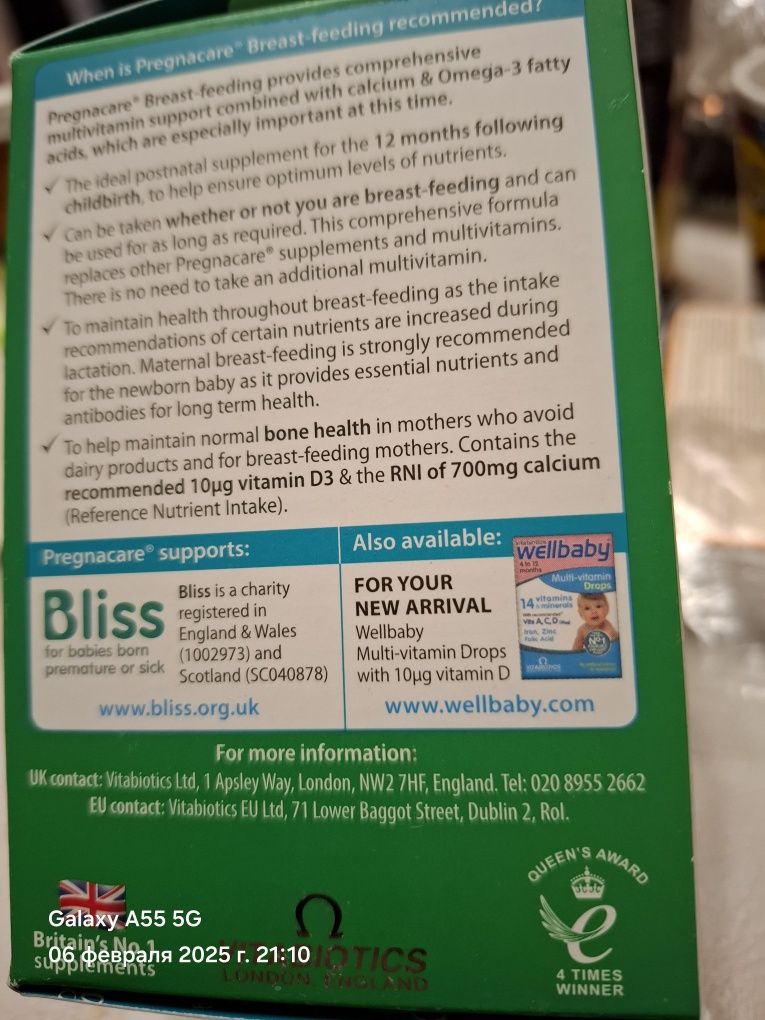 When is Pregnacare® Breast-feeding recommended?
Pregnacare® Breast-feeding provides comprehensive
multivitamin support combined with calcium & Omega-3 fatty
acids, which are especially important at this time.
✓ The ideal postnatal supplement for the 12 months following
childbirth, to help ensure optimum levels of nutrients.
✓ Can be taken whether or not you are breast-feeding and can
be used for as long as required. This comprehensive formula
replaces other Pregnacare® supplements and multivitamins.
There is no need to take an additional multivitamin.
✓ To maintain health throughout breast-feeding as the intake
recommendations of certain nutrients are increased during
lactation. Maternal breast-feeding is strongly recommended
for the newborn baby as it provides essential nutrients and
antibodies for long term health.
✓ To help maintain normal bone health in mothers who avoid
dairy products and for breast-feeding mothers. Contains the
recommended 10µg vitamin D3 & the RNI of 700mg calcium
(Reference Nutrient Intake).
Pregnacare® supports:
Bliss
for babies born
premature or sick
Bliss is a charity
registered in
England & Wales
(1002973) and
Scotland (SC040878)
www.bliss.org.uk
Also available:
FOR YOUR
NEW ARRIVAL
Wellbaby
Multi-vitamin Drops
with 10µg vitamin D
wellbaby
4 to 12
months
Multi-vitamin
Drops
14 vitamins
& minerals
Vits A, C, D
Iron, Zinc
Folic Acid
No1
VITABIOTICS
www.wellbaby.com
For more information:
UK contact: Vitabiotics Ltd, 1 Apsley Way, London, NW2 7HF, England. Tel: 020 8955 2662
EU contact: Vitabiotics EU Ltd, 71 Lower Baggot Street, Dublin 2, RoI.
Britain's No.1
supplements
VITABIOTICS
LONDON, ENGLAND
QUEEN'S AWARD
4 TIMES
WINNER
Galaxy A55 5G
06 февраля 2025 г. 21:10